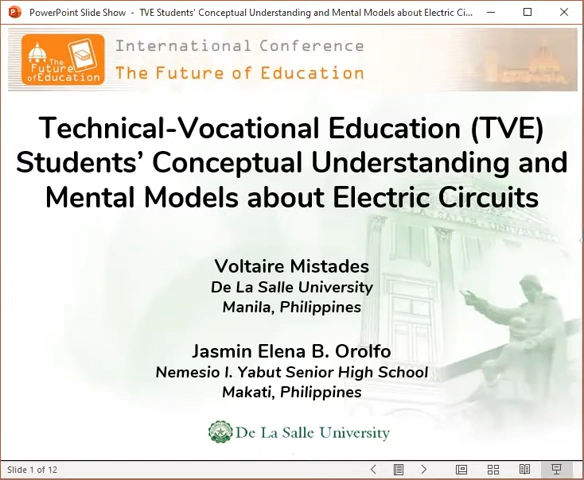 PowerPoint Slide Show - TVE Students' Conceptual Understanding and Mental Models about Electric Ci...
The Future of Education
International Conference
The Future of Education
Technical-Vocational Education (TVE)
Students' Conceptual Understanding and
Mental Models about Electric Circuits
Voltaire Mistades
De La Salle University
Manila, Philippines
Jasmin Elena B. Orolfo
Nemesio I. Yabut Senior High School
Makati, Philippines
De La Salle University
Slide 1 of 12